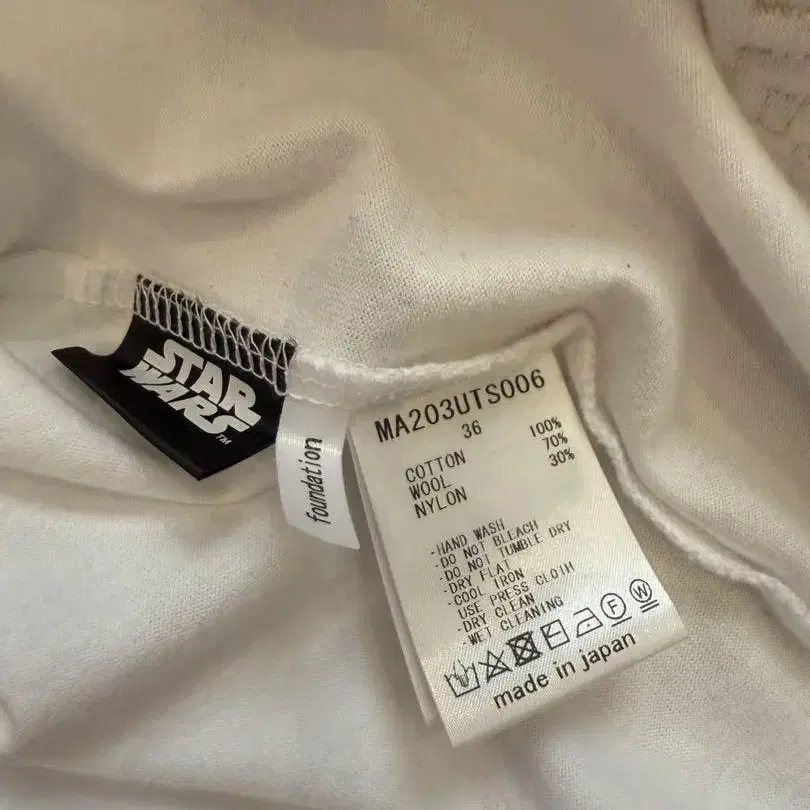 STAR
WARS
TM
foundation
MA203UTS006
36
COTTON 100%
WOOL 70%
NYLON 30%
-HAND WASH
-DO NOT BLEACH
-DO NOT TUMBLE DRY
-DRY FLAT
-COOL IRON
USE PRESS CLOTH
-DRY CLEAN
-WET CLEANING
F W
made in japan